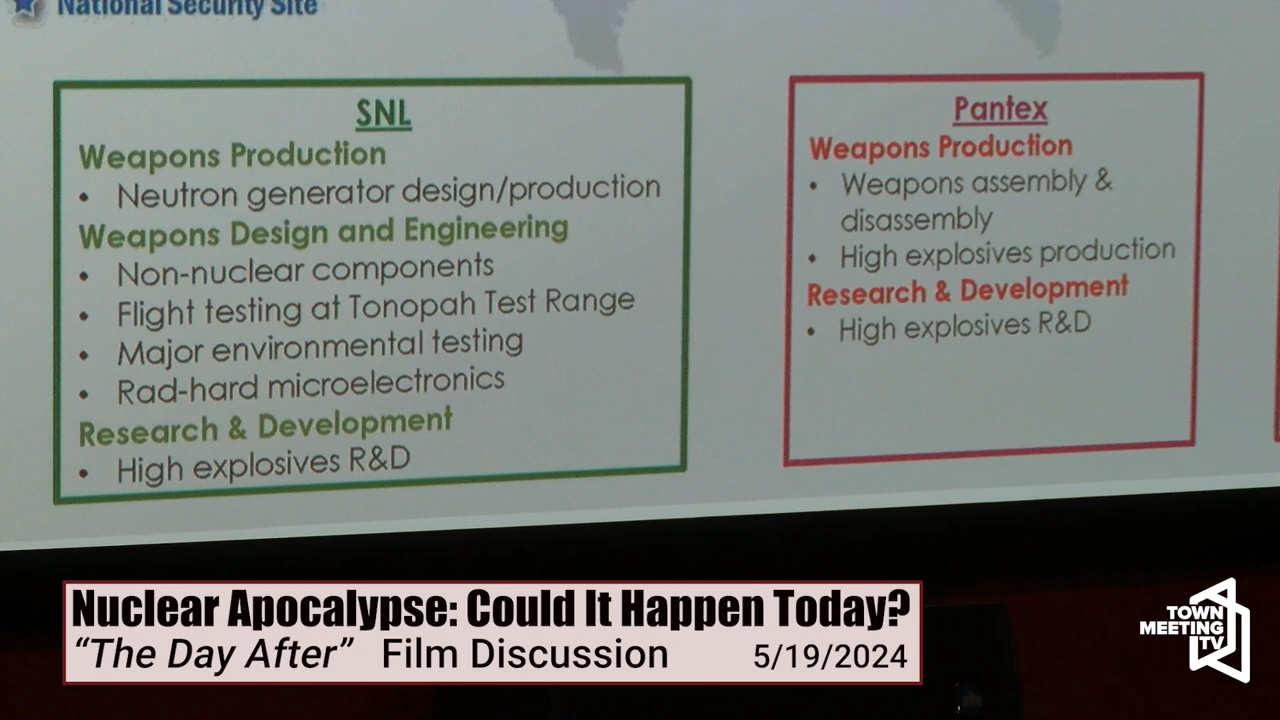 National Security Site
SNL
Weapons Production
• Neutron generator design/production
Weapons Design and Engineering
• Non-nuclear components
• Flight testing at Tonopah Test Range
• Major environmental testing
• Rad-hard microelectronics
Research & Development
• High explosives R&D
Pantex
Weapons Production
• Weapons assembly &
disassembly
• High explosives production
Research & Development
• High explosives R&D
Nuclear Apocalypse: Could It Happen Today?
“The Day After” Film Discussion 5/19/2024
TOWN
MEETING
TV